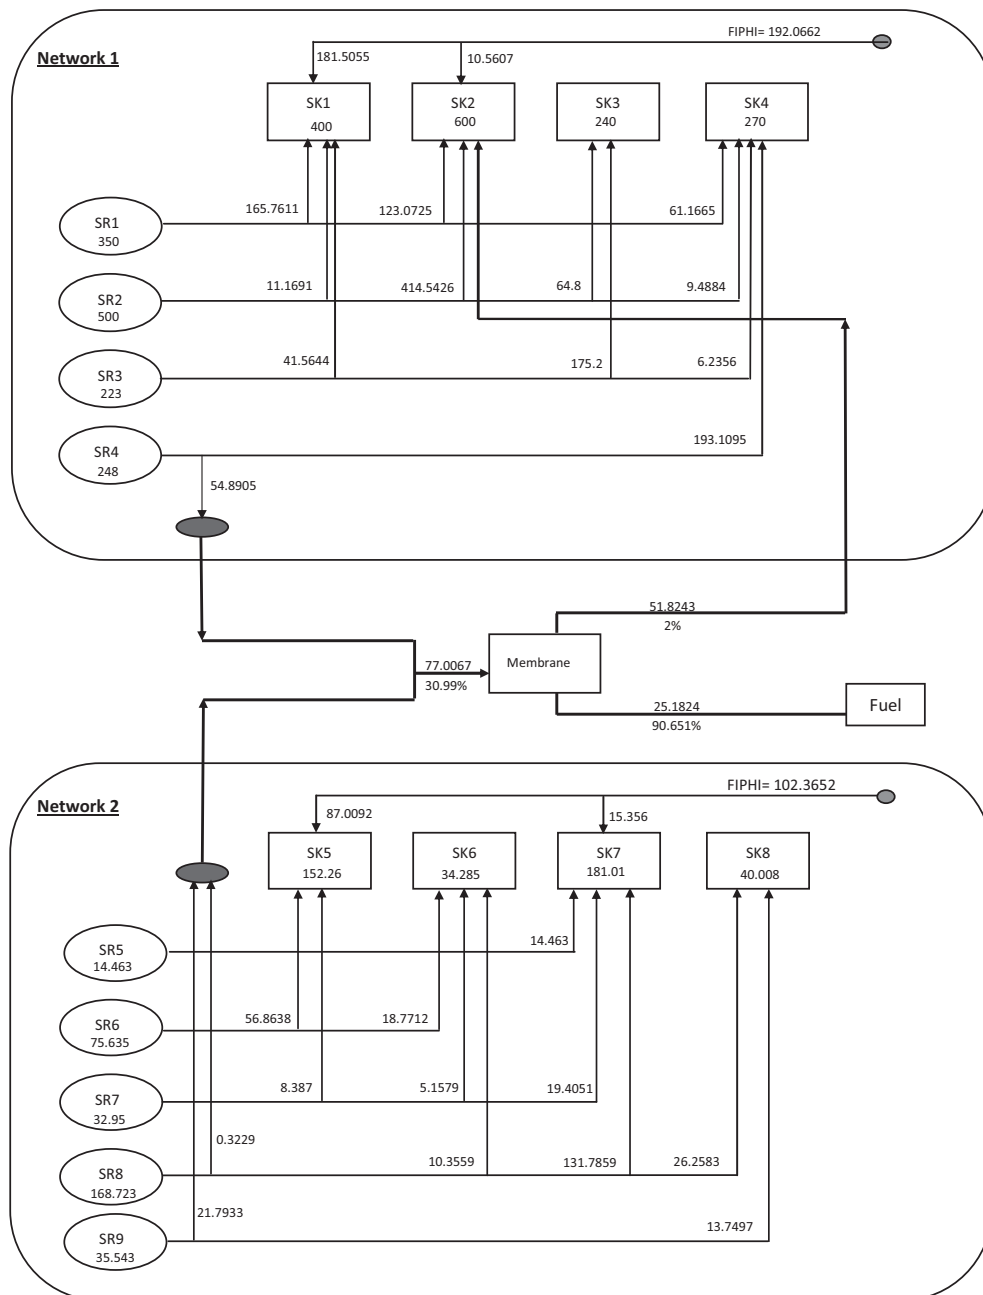 FIPHI= 192.0662
Network 1
181.5055
10.5607
SK1
400
SK2
600
SK3
240
SK4
270
165.7611
123.0725
61.1665
SR1
350
11.1691
414.5426
64.8
9.4884
SR2
500
41.5644
175.2
6.2356
SR3
223
193.1095
SR4
248
54.8905
51.8243
2%
77.0067
30.99%
Membrane
25.1824
90.651%
Fuel
FIPHI= 102.3652
Network 2
87.0092
15.356
SK5
152.26
SK6
34.285
SK7
181.01
SK8
40.008
14.463
SR5
14.463
56.8638
18.7712
SR6
75.635
8.387
5.1579
19.4051
SR7
32.95
0.3229
10.3559
131.7859
26.2583
SR8
168.723
21.7933
13.7497
SR9
35.543